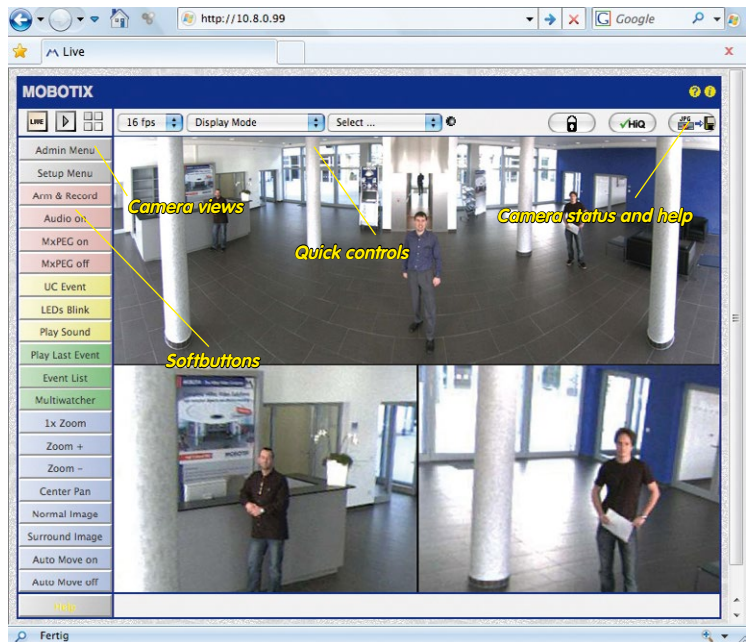 http://10.8.0.99
Google
Live
MOBOTIX
LIVE
16 fps
Display Mode
Select ...
HiQ
JPG
Admin Menu
Setup Menu
Arm & Record
Audio on
MxPEG on
MxPEG off
UC Event
LEDs Blink
Play Sound
Play Last Event
Event List
Multiwatcher
1x Zoom
Zoom +
Zoom –
Center Pan
Normal Image
Surround Image
Auto Move on
Auto Move off
Help
Camera views
Quick controls
Camera status and help
Softbuttons
MOBOTIX
Fertig